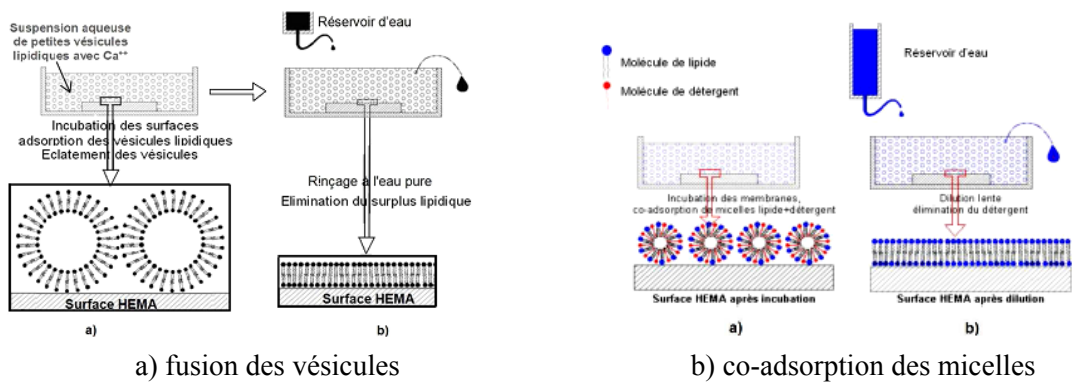 Suspension aqueuse
de petites vésicules
lipidiques avec Ca⁺⁺
Réservoir d'eau
Incubation des surfaces
adsorption des vésicules lipidiques
Eclatement des vésicules
Rinçage à l'eau pure
Elimination du surplus lipidique
Surface HEMA
a)
Surface HEMA
b)
Molécule de lipide
Molécule de détergent
Réservoir d'eau
Incubation des membranes,
co-adsorption de micelles lipide+détergent
Dilution lente
élimination du détergent
Surface HEMA après incubation
a)
Surface HEMA après dilution
b)
a) fusion des vésicules
b) co-adsorption des micelles